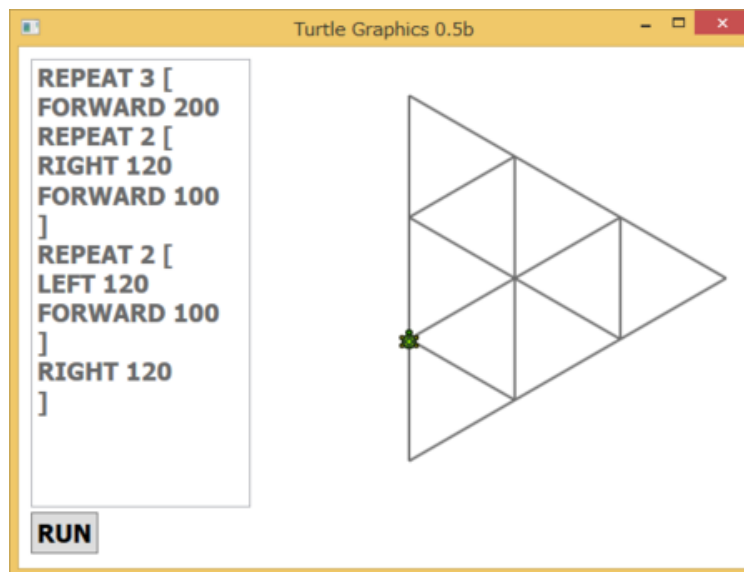 Turtle Graphics 0.5b
REPEAT 3 [
FORWARD 200
REPEAT 2 [
RIGHT 120
FORWARD 100
]
REPEAT 2 [
LEFT 120
FORWARD 100
]
RIGHT 120
]
RUN